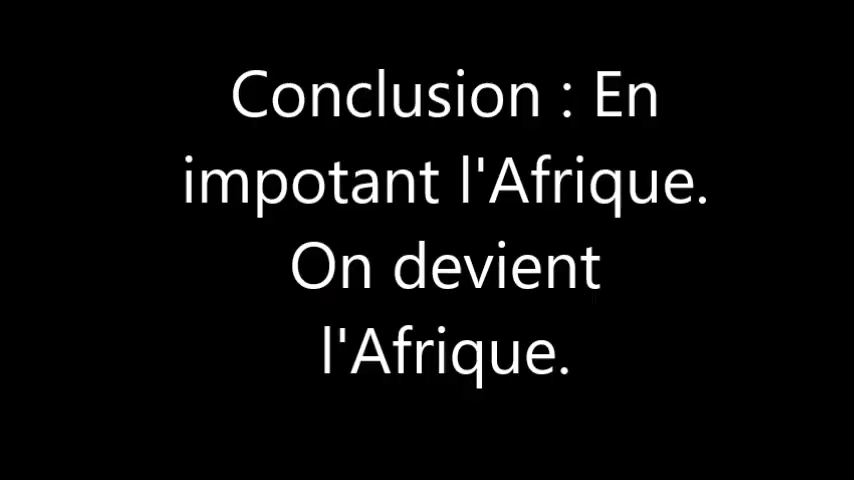 Conclusion : En
impotant l'Afrique.
On devient
l'Afrique.